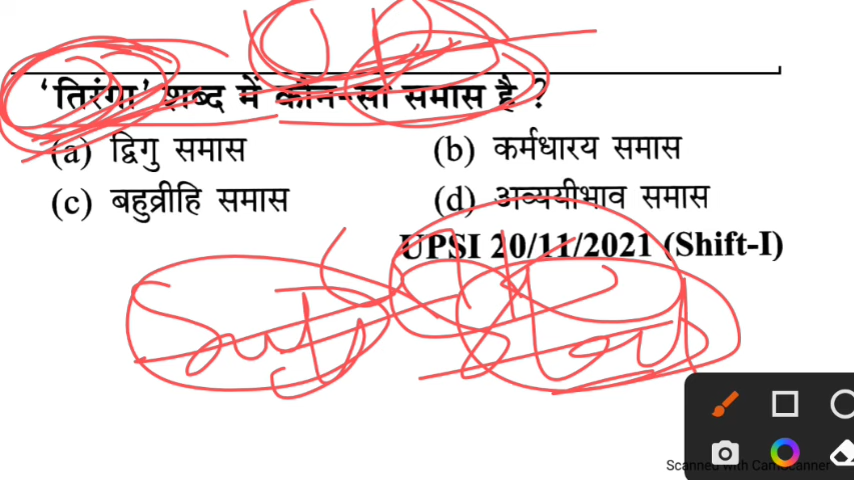 'तिरंगा' शब्द में कौन-सा समास है ?
(a) द्विगु समास (b) कर्मधारय समास
(c) बहुव्रीहि समास (d) अव्ययीभाव समास
UPSI 20/11/2021 (Shift-I)
Scanned with CamScanner